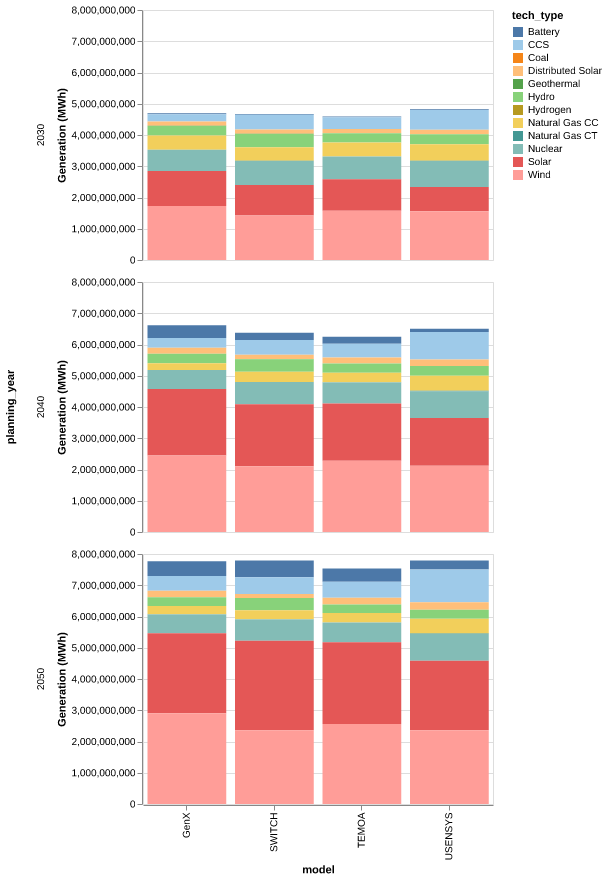 8,000,000,000
7,000,000,000
6,000,000,000
5,000,000,000
4,000,000,000
3,000,000,000
2,000,000,000
1,000,000,000
0
Generation (MWh)
2030
tech_type
Battery
CCS
Coal
Distributed Solar
Geothermal
Hydro
Hydrogen
Natural Gas CC
Natural Gas CT
Nuclear
Solar
Wind
8,000,000,000
7,000,000,000
6,000,000,000
5,000,000,000
4,000,000,000
3,000,000,000
2,000,000,000
1,000,000,000
0
Generation (MWh)
2040
planning_year
8,000,000,000
7,000,000,000
6,000,000,000
5,000,000,000
4,000,000,000
3,000,000,000
2,000,000,000
1,000,000,000
0
Generation (MWh)
2050
GenX
SWITCH
TEMOA
USENSYS
model